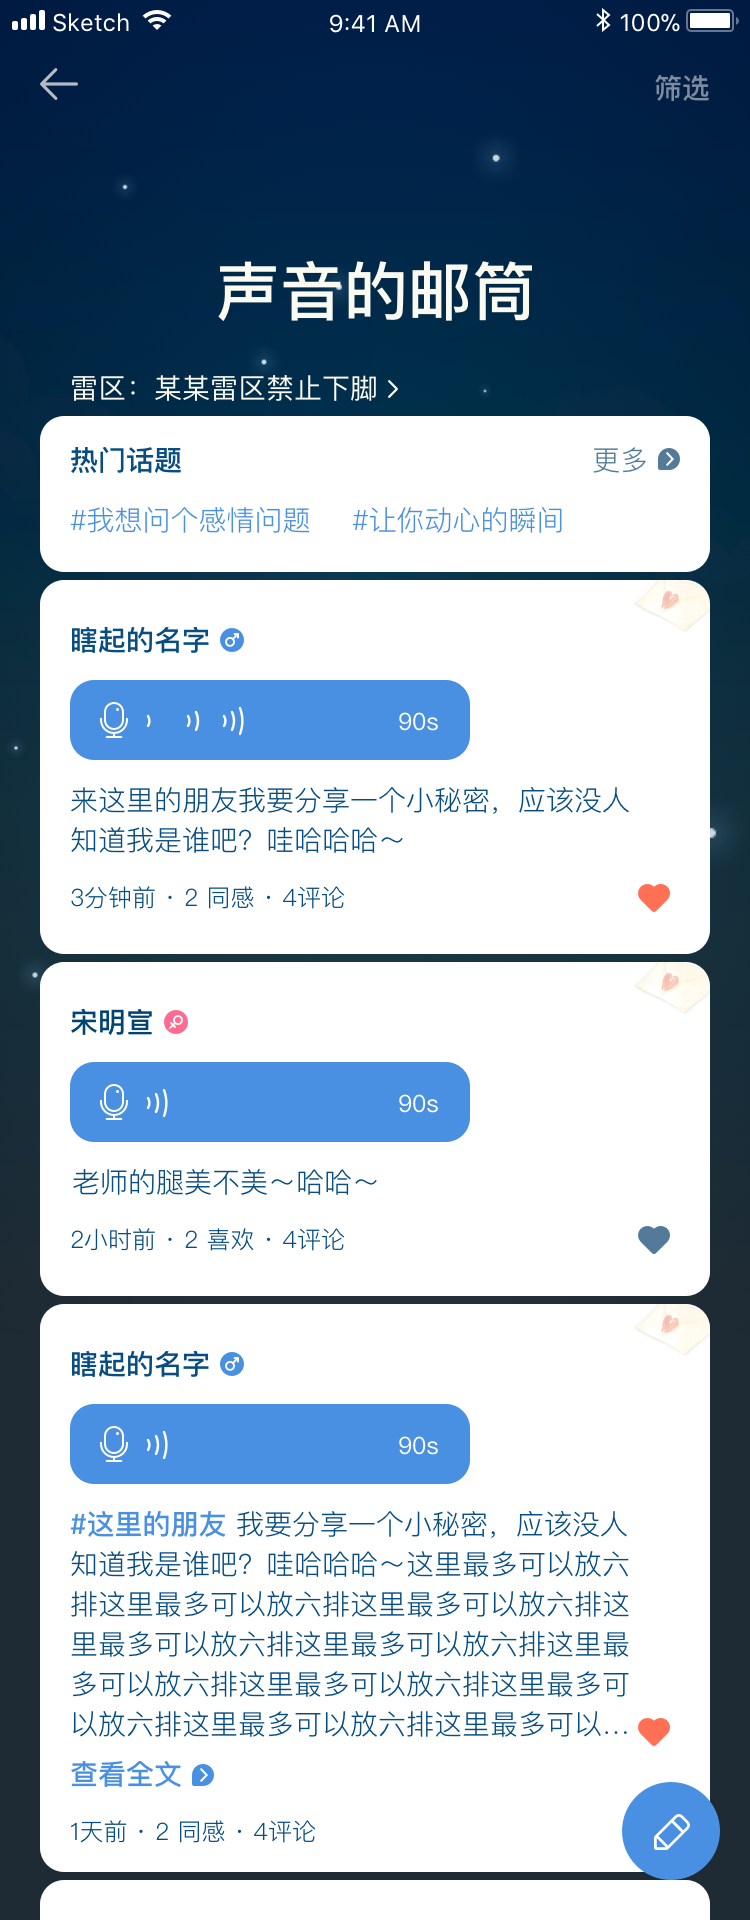 Sketch 9:41 AM 100%
筛选
声音的邮筒
雷区：某某雷区禁止下脚
热门话题 更多
#我想问个感情问题 #让你动心的瞬间
瞎起的名字
90s
来这里的朋友我要分享一个小秘密，应该没人
知道我是谁吧？哇哈哈哈～
3分钟前 · 2 同感 · 4评论
宋明宣
90s
老师的腿美不美～哈哈～
2小时前 · 2 喜欢 · 4评论
瞎起的名字
90s
#这里的朋友 我要分享一个小秘密，应该没人
知道我是谁吧？哇哈哈哈～这里最多可以放六
排这里最多可以放六排这里最多可以放六排这
里最多可以放六排这里最多可以放六排这里最
多可以放六排这里最多可以放六排这里最多可
以放六排这里最多可以放六排这里最多可以...
查看全文
1天前 · 2 同感 · 4评论